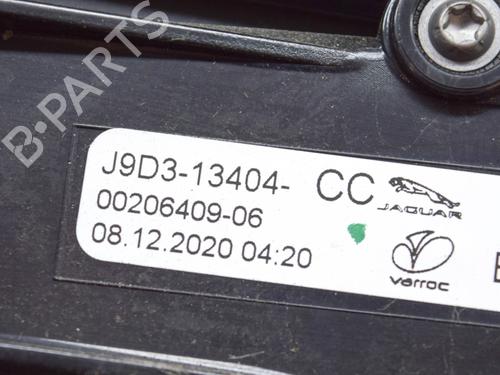 B-PARTS
J9D3-13404- CC
JAGUAR
00206409-06
08.12.2020 04:20
varroc